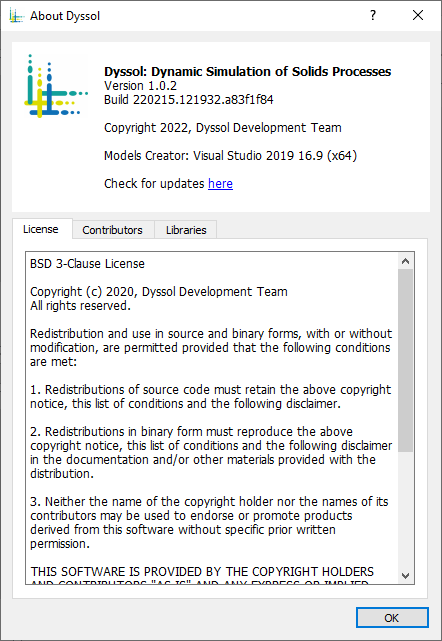 About Dyssol
Dyssol: Dynamic Simulation of Solids Processes
Version 1.0.2
Build 220215.121932.a83f1f84
Copyright 2022, Dyssol Development Team
Models Creator: Visual Studio 2019 16.9 (x64)
Check for updates here
License Contributors Libraries
BSD 3-Clause License
Copyright (c) 2020, Dyssol Development Team
All rights reserved.
Redistribution and use in source and binary forms, with or without
modification, are permitted provided that the following conditions
are met:
1. Redistributions of source code must retain the above copyright
notice, this list of conditions and the following disclaimer.
2. Redistributions in binary form must reproduce the above
copyright notice, this list of conditions and the following disclaimer
in the documentation and/or other materials provided with the
distribution.
3. Neither the name of the copyright holder nor the names of its
contributors may be used to endorse or promote products
derived from this software without specific prior written
permission.
THIS SOFTWARE IS PROVIDED BY THE COPYRIGHT HOLDERS
AND CONTRIBUTORS "AS IS" AND ANY EXPRESS OR IMPLIED
OK